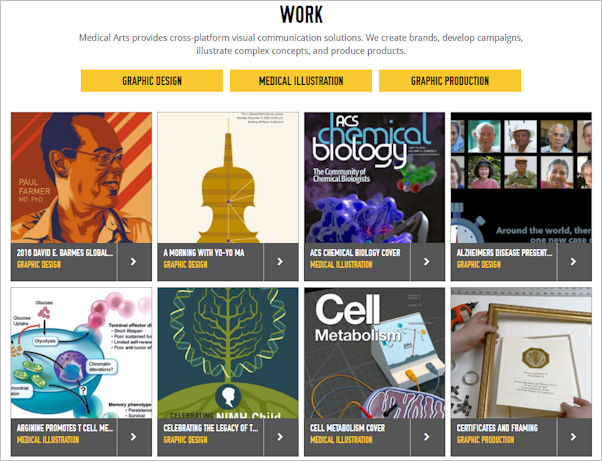 WORK
Medical Arts provides cross-platform visual communication solutions. We create brands, develop campaigns,
illustrate complex concepts, and produce products.
GRAPHIC DESIGN
MEDICAL ILLUSTRATION
GRAPHIC PRODUCTION
PAUL
FARMER
MD, PhD
2016 DAVID E. BARMES GLOBAL...
GRAPHIC DESIGN
A MORNING WITH YO-YO MA
GRAPHIC DESIGN
ACS
chemical
biology
The Community of
Chemical Biologists
ACS CHEMICAL BIOLOGY COVER
MEDICAL ILLUSTRATION
Around the world, ther
one new case o
ALZHEIMERS DISEASE PRESENT...
GRAPHIC DESIGN
Glucose
Glucose
Uptake
Glycolysis
Chromatin
alterations?
?
Terminal effector di
Short lifespan
Poor sustained fu
Limited self-renew
Poor anti-tumor ef
Memory phenotype
Persistence
Survival
ARGININE PROMOTES T CELL ME...
MEDICAL ILLUSTRATION
CELEBRATING NIMH Child
CELEBRATING THE LEGACY OF T...
GRAPHIC DESIGN
Cell
Metabolism
CELL METABOLISM COVER
MEDICAL ILLUSTRATION
CERTIFICATES AND FRAMING
GRAPHIC PRODUCTION